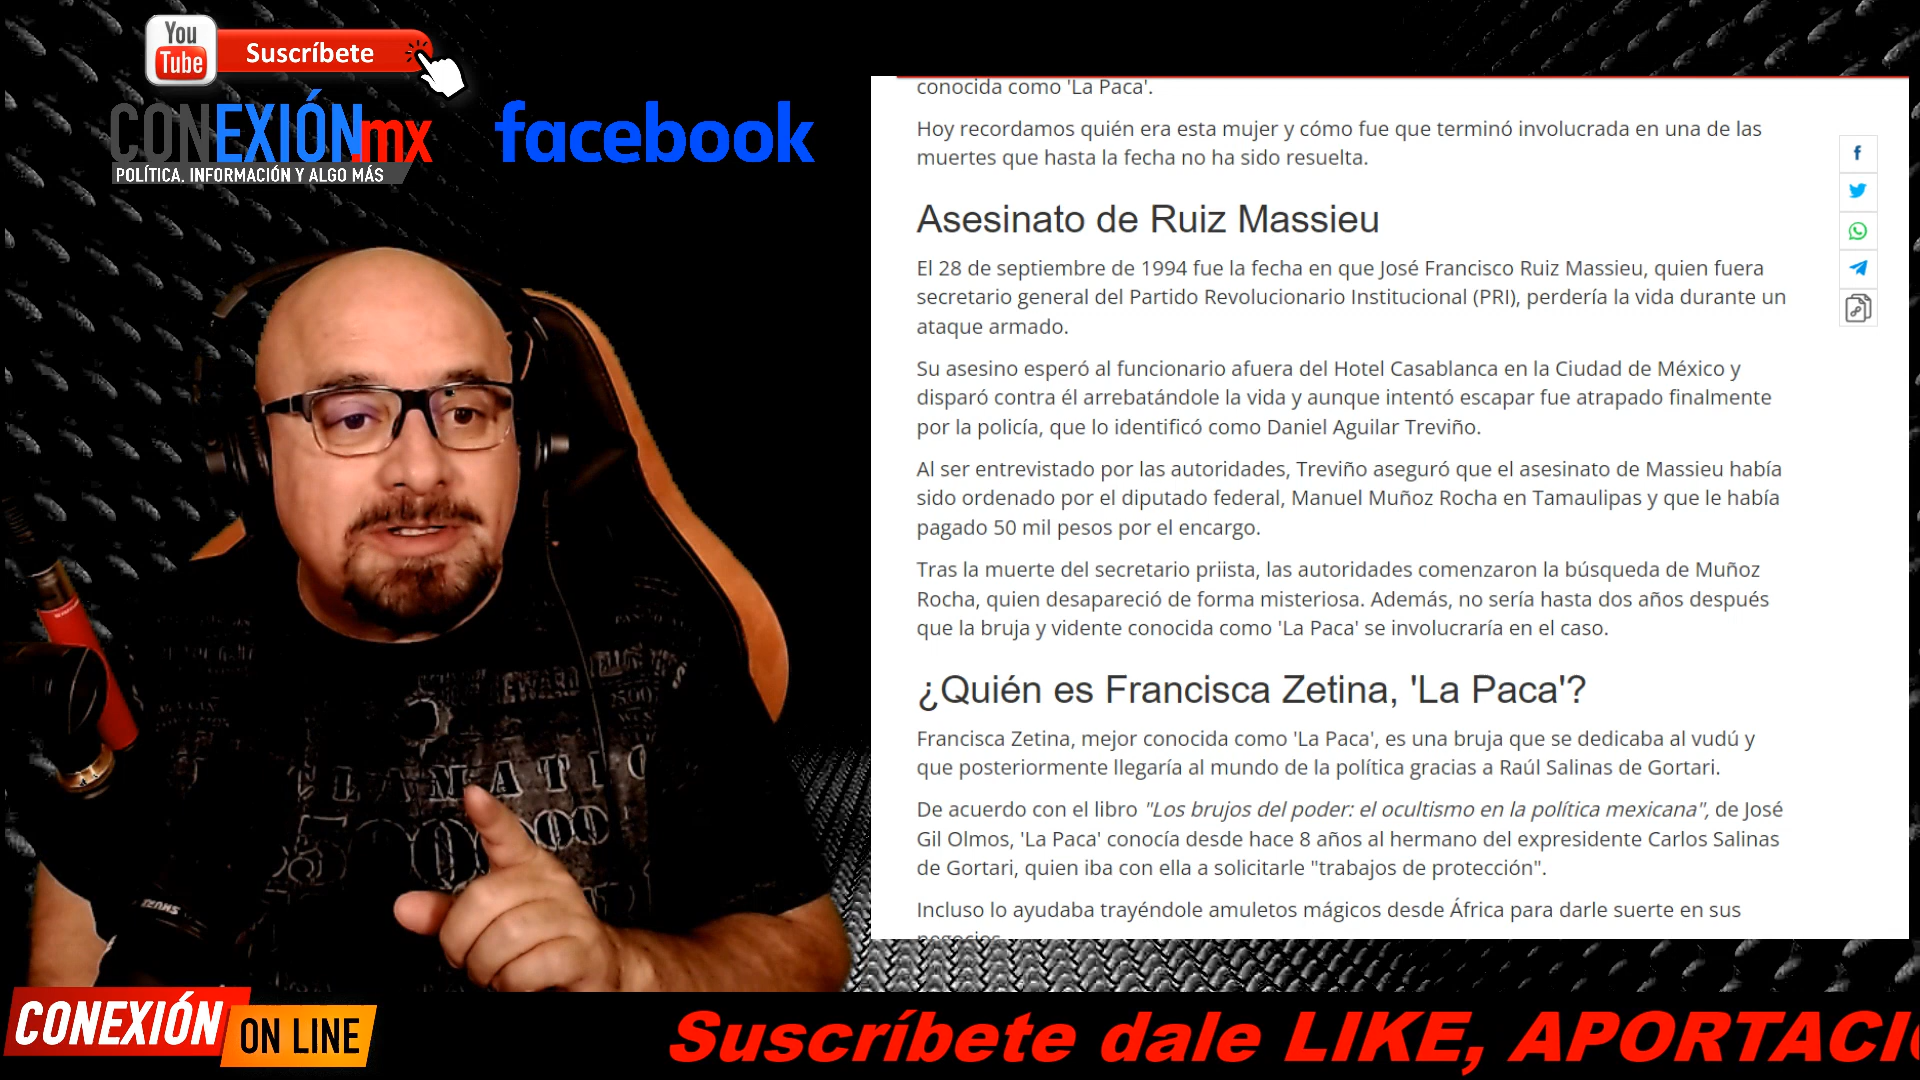 You
Tube
Suscríbete
CONEXIÓN.mx
POLÍTICA, INFORMACIÓN Y ALGO MÁS
facebook
conocida como 'La Paca'.
Hoy recordamos quién era esta mujer y cómo fue que terminó involucrada en una de las
muertes que hasta la fecha no ha sido resuelta.
Asesinato de Ruiz Massieu
El 28 de septiembre de 1994 fue la fecha en que José Francisco Ruiz Massieu, quien fuera
secretario general del Partido Revolucionario Institucional (PRI), perdería la vida durante un
ataque armado.
Su asesino esperó al funcionario afuera del Hotel Casablanca en la Ciudad de México y
disparó contra él arrebatándole la vida y aunque intentó escapar fue atrapado finalmente
por la policía, que lo identificó como Daniel Aguilar Treviño.
Al ser entrevistado por las autoridades, Treviño aseguró que el asesinato de Massieu había
sido ordenado por el diputado federal, Manuel Muñoz Rocha en Tamaulipas y que le había
pagado 50 mil pesos por el encargo.
Tras la muerte del secretario priista, las autoridades comenzaron la búsqueda de Muñoz
Rocha, quien desapareció de forma misteriosa. Además, no sería hasta dos años después
que la bruja y vidente conocida como 'La Paca' se involucraría en el caso.
¿Quién es Francisca Zetina, 'La Paca'?
Francisca Zetina, mejor conocida como 'La Paca', es una bruja que se dedicaba al vudú y
que posteriormente llegaría al mundo de la política gracias a Raúl Salinas de Gortari.
De acuerdo con el libro "Los brujos del poder: el ocultismo en la política mexicana", de José
Gil Olmos, 'La Paca' conocía desde hace 8 años al hermano del expresidente Carlos Salinas
de Gortari, quien iba con ella a solicitarle "trabajos de protección".
Incluso lo ayudaba trayéndole amuletos mágicos desde África para darle suerte en sus
negocios.
CONEXIÓN
ON LINE
Suscríbete dale LIKE, APORTACIO